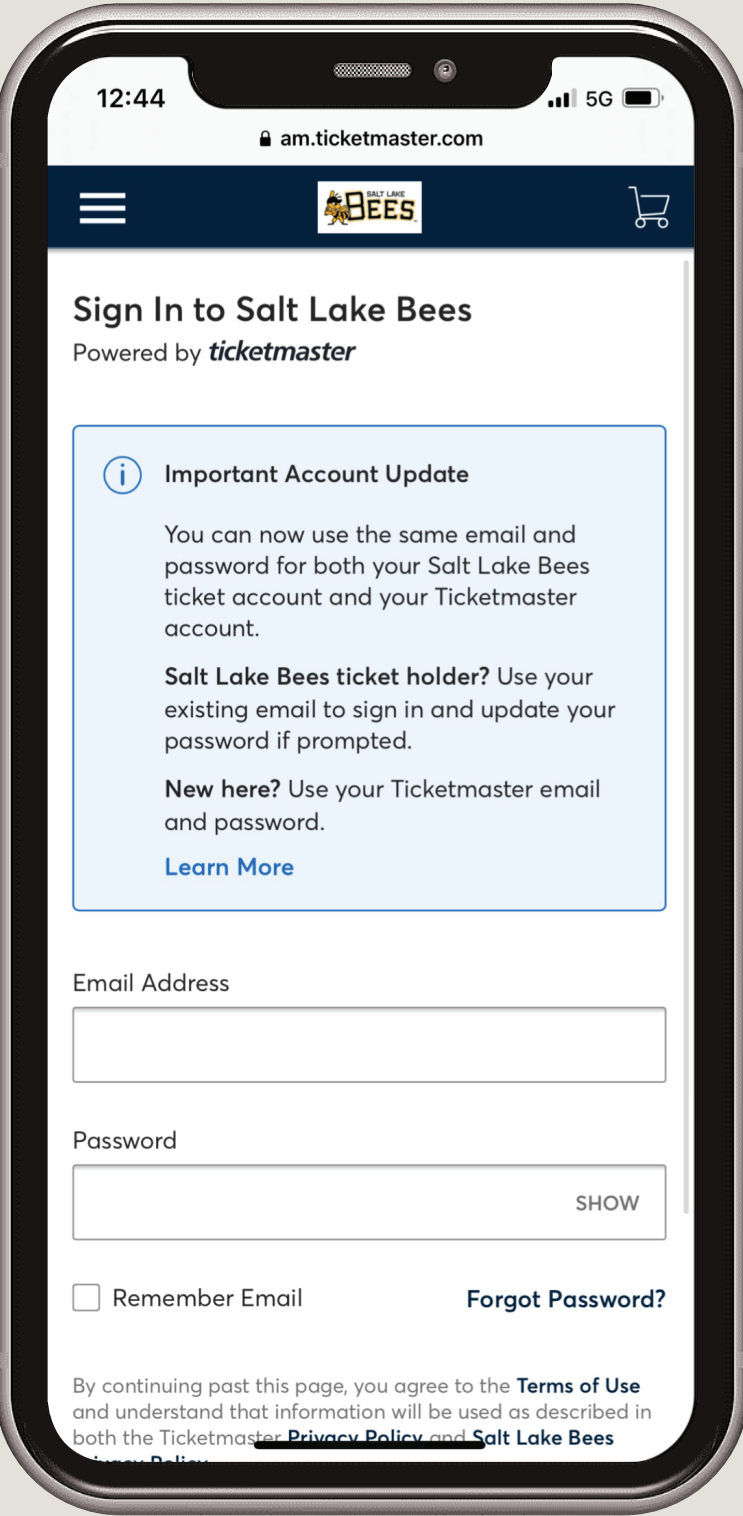 12:44
5G
am.ticketmaster.com
SALT LAKE
BEES
Sign In to Salt Lake Bees
Powered by ticketmaster
Important Account Update
You can now use the same email and
password for both your Salt Lake Bees
ticket account and your Ticketmaster
account.
Salt Lake Bees ticket holder? Use your
existing email to sign in and update your
password if prompted.
New here? Use your Ticketmaster email
and password.
Learn More
Email Address
Password
SHOW
Remember Email
Forgot Password?
By continuing past this page, you agree to the Terms of Use
and understand that information will be used as described in
both the Ticketmaster Privacy Policy and Salt Lake Bees
Privacy Policy